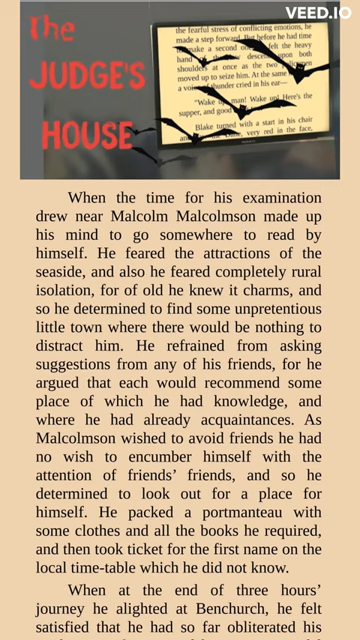 VEED.IO
The
JUDGE'S
HOUSE
the fearful stress of conflicting emotions, he
made a step forward. But before he had time
felt the heavy
hand
upon both
shoulders at once as the two
moved up to seize him. At the same
thunder cried in his ear—
"Wake
man! Wake up! Here's the
supper, and good
Blake turned with a start in his chair
very red in the face,
When the time for his examination
drew near Malcolm Malcolmson made up
his mind to go somewhere to read by
himself. He feared the attractions of the
seaside, and also he feared completely rural
isolation, for of old he knew it charms, and
so he determined to find some unpretentious
little town where there would be nothing to
distract him. He refrained from asking
suggestions from any of his friends, for he
argued that each would recommend some
place of which he had knowledge, and
where he had already acquaintances. As
Malcolmson wished to avoid friends he had
no wish to encumber himself with the
attention of friends’ friends, and so he
determined to look out for a place for
himself. He packed a portmanteau with
some clothes and all the books he required,
and then took ticket for the first name on the
local time-table which he did not know.
When at the end of three hours’
journey he alighted at Benchurch, he felt
satisfied that he had so far obliterated his